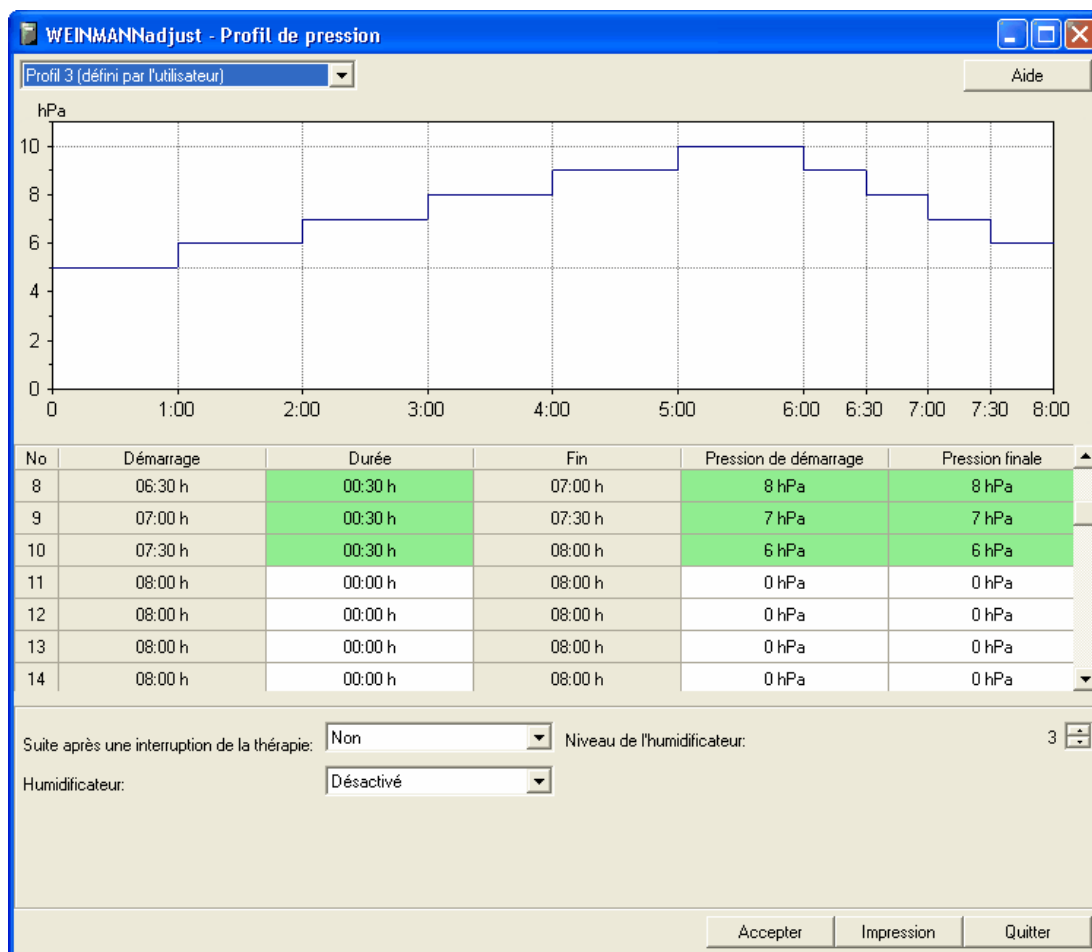 WEINMANNadjust - Profil de pression
Profil 3 (défini par l'utilisateur)
Aide
hPa
10
8
6
4
2
0
0 1:00 2:00 3:00 4:00 5:00 6:00 6:30 7:00 7:30 8:00
No Démarrage Durée Fin Pression de démarrage Pression finale
8 06:30 h 00:30 h 07:00 h 8 hPa 8 hPa
9 07:00 h 00:30 h 07:30 h 7 hPa 7 hPa
10 07:30 h 00:30 h 08:00 h 6 hPa 6 hPa
11 08:00 h 00:00 h 08:00 h 0 hPa 0 hPa
12 08:00 h 00:00 h 08:00 h 0 hPa 0 hPa
13 08:00 h 00:00 h 08:00 h 0 hPa 0 hPa
14 08:00 h 00:00 h 08:00 h 0 hPa 0 hPa
Suite après une interruption de la thérapie: Non Niveau de l'humidificateur: 3
Humidificateur: Désactivé
Accepter Impression Quitter